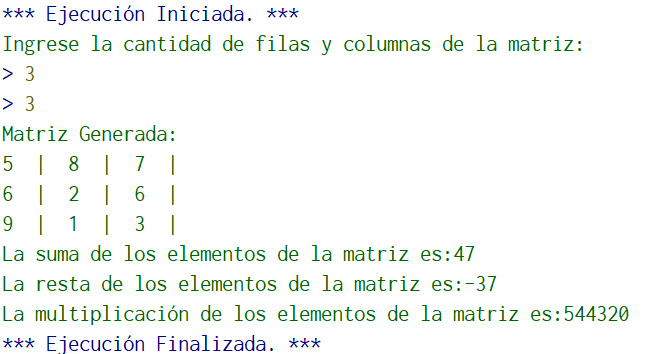 *** Ejecución Iniciada. ***
Ingrese la cantidad de filas y columnas de la matriz:
> 3
> 3
Matriz Generada:
5  |  8  |  7  |
6  |  2  |  6  |
9  |  1  |  3  |
La suma de los elementos de la matriz es:47
La resta de los elementos de la matriz es:-37
La multiplicación de los elementos de la matriz es:544320
*** Ejecución Finalizada. ***